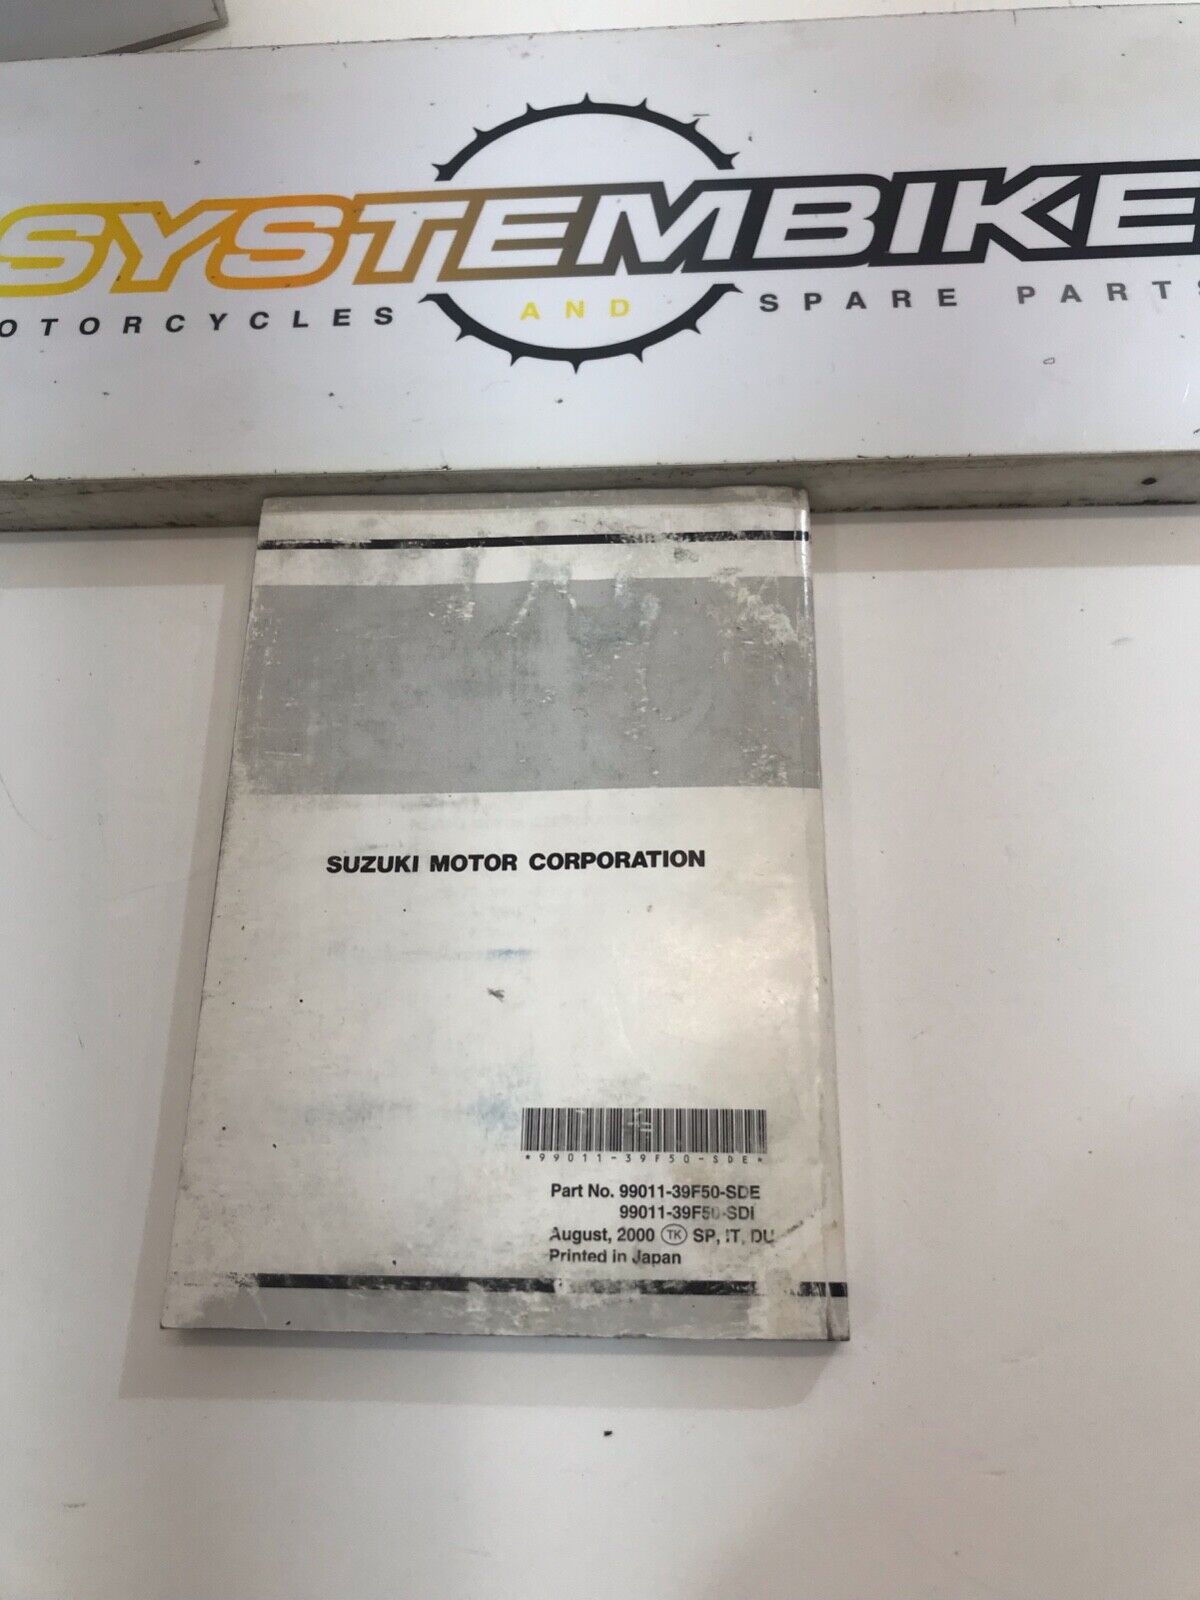 SYSTEMBIKE
OTORCYCLES AND SPARE PARTS
SUZUKI MOTOR CORPORATION
*99011-39F50-SDE*
Part No. 99011-39F50-SDE
99011-39F50-SDI
August, 2000 TK SP, IT, DU
Printed in Japan